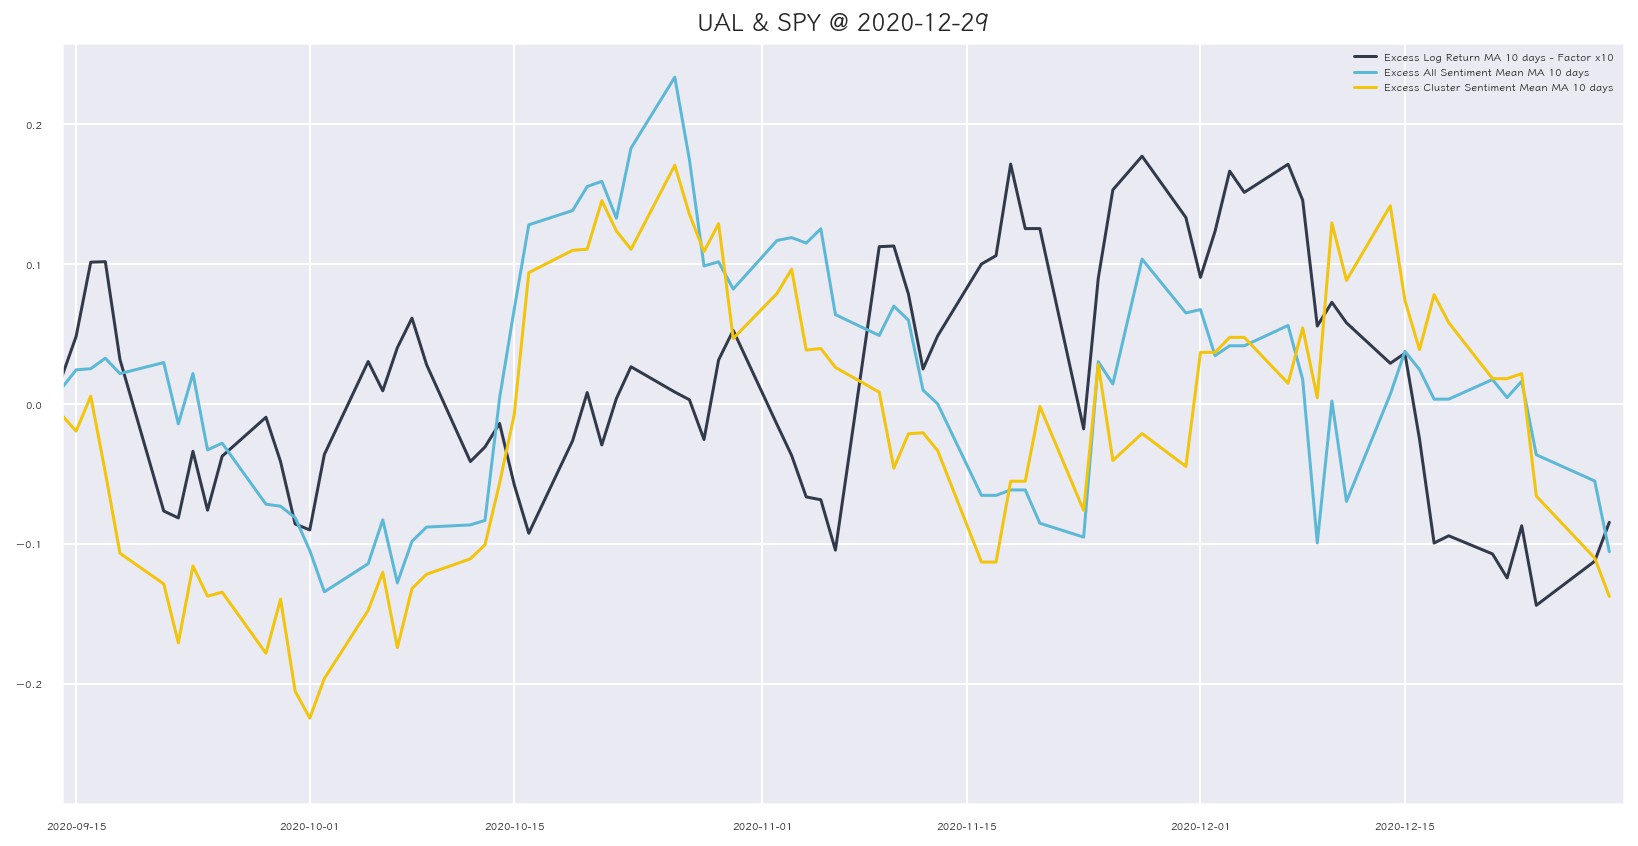 UAL & SPY @ 2020-12-29
Excess Log Return MA 10 days - Factor x10
Excess All Sentiment Mean MA 10 days
Excess Cluster Sentiment Mean MA 10 days
0.2
0.1
0.0
−0.1
−0.2
2020-09-15 2020-10-01 2020-10-15 2020-11-01 2020-11-15 2020-12-01 2020-12-15